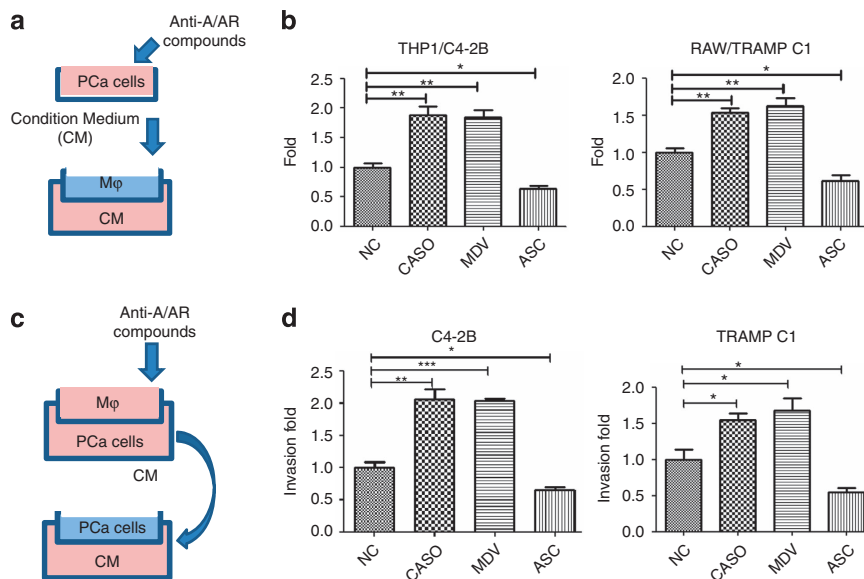 a
Anti-A/AR
compounds
PCa cells
Condition Medium
(CM)
Mφ
CM
b
THP1/C4-2B
*
**
**
Fold
2.5
2.0
1.5
1.0
0.5
0.0
NC
CASO
MDV
ASC
RAW/TRAMP C1
*
**
**
Fold
2.0
1.5
1.0
0.5
0.0
NC
CASO
MDV
ASC
c
Anti-A/AR
compounds
Mφ
PCa cells
CM
PCa cells
CM
d
C4-2B
*
***
**
Invasion fold
2.5
2.0
1.5
1.0
0.5
0.0
NC
CASO
MDV
ASC
TRAMP C1
*
*
*
Invasion fold
2.0
1.5
1.0
0.5
0.0
NC
CASO
MDV
ASC